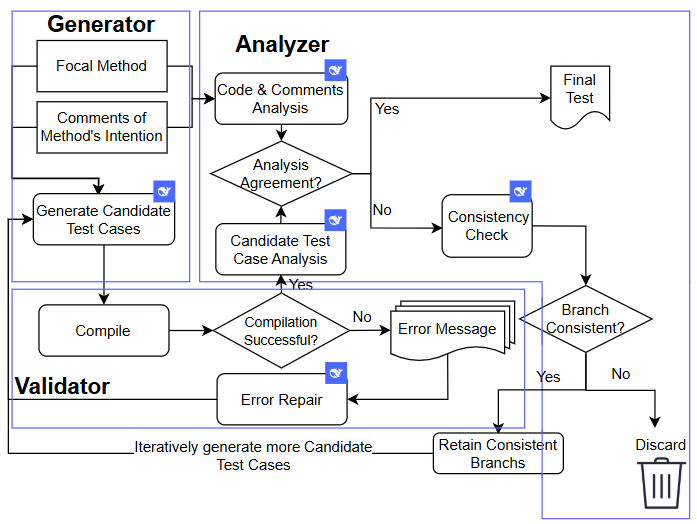 Generator
Focal Method
Comments of
Method's Intention
Generate Candidate
Test Cases
Analyzer
Code & Comments
Analysis
Analysis
Agreement?
Yes
No
Final
Test
Consistency
Check
Candidate Test
Case Analysis
Yes
Compile
Compilation
Successful?
No
Error Message
Branch
Consistent?
Validator
Error Repair
Yes
No
Iteratively generate more Candidate
Test Cases
Retain Consistent
Branchs
Discard